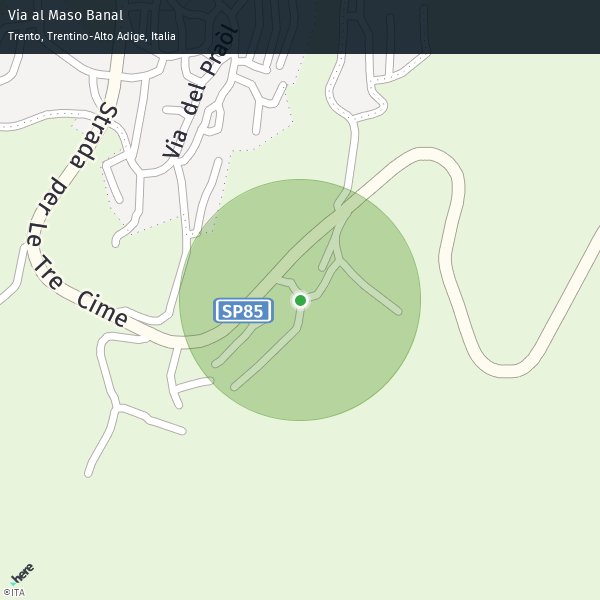 Via al Maso Banal
Trento, Trentino-Alto Adige, Italia
Via del Praòl
Strada per Le Tre Cime
SP85
here
©ITA